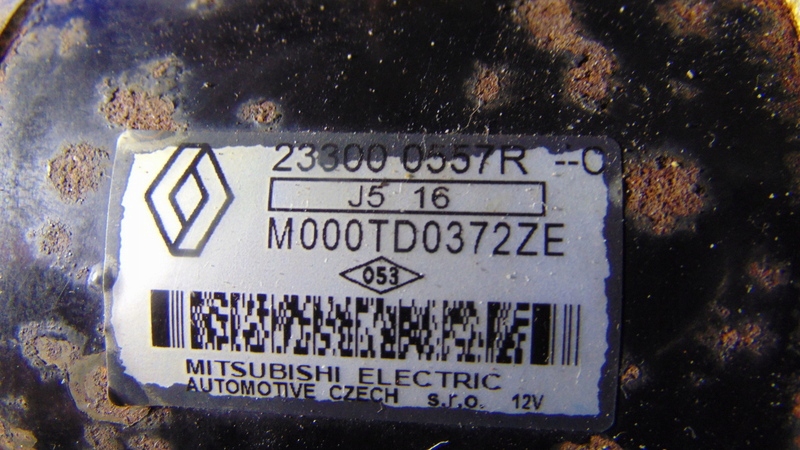 23300 0557R --C
J5 16
M000TD0372ZE
053
MITSUBISHI ELECTRIC
AUTOMOTIVE CZECH s.r.o. 12V